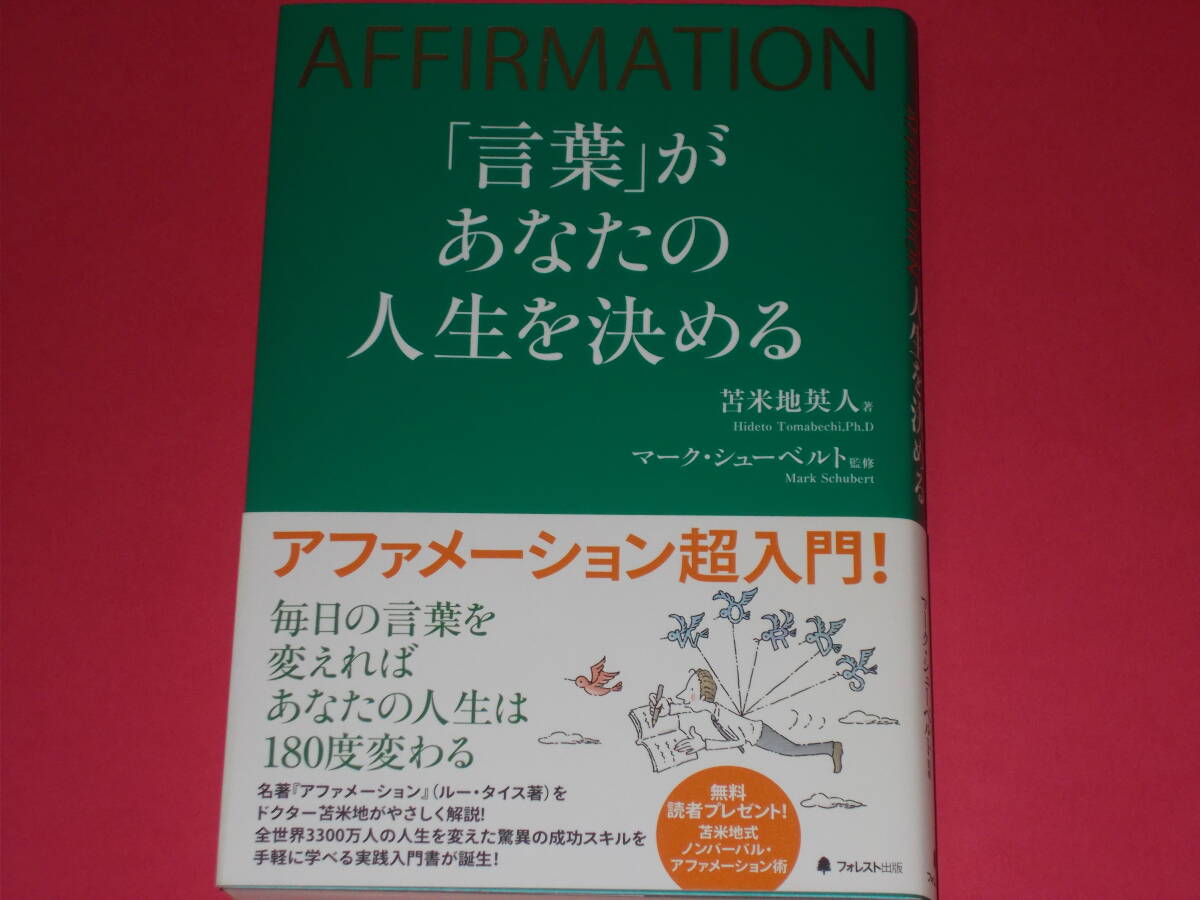 AFFIRMATION
「言葉」が
あなたの
人生を決める
苫米地英人 著
Hideto Tomabechi,Ph.D
マーク・シューベルト 監修
Mark Schubert
アファメーション超入門!
毎日の言葉を
変えれば
あなたの人生は
180度変わる
名著『アファメーション』(ルー・タイス著)を
ドクター苫米地がやさしく解説!
全世界3300万人の人生を変えた驚異の成功スキルを
手軽に学べる実践入門書が誕生!
無料
読者プレゼント!
苫米地式
ノンバーバル・
アファメーション術
フォレスト出版
人生を決める